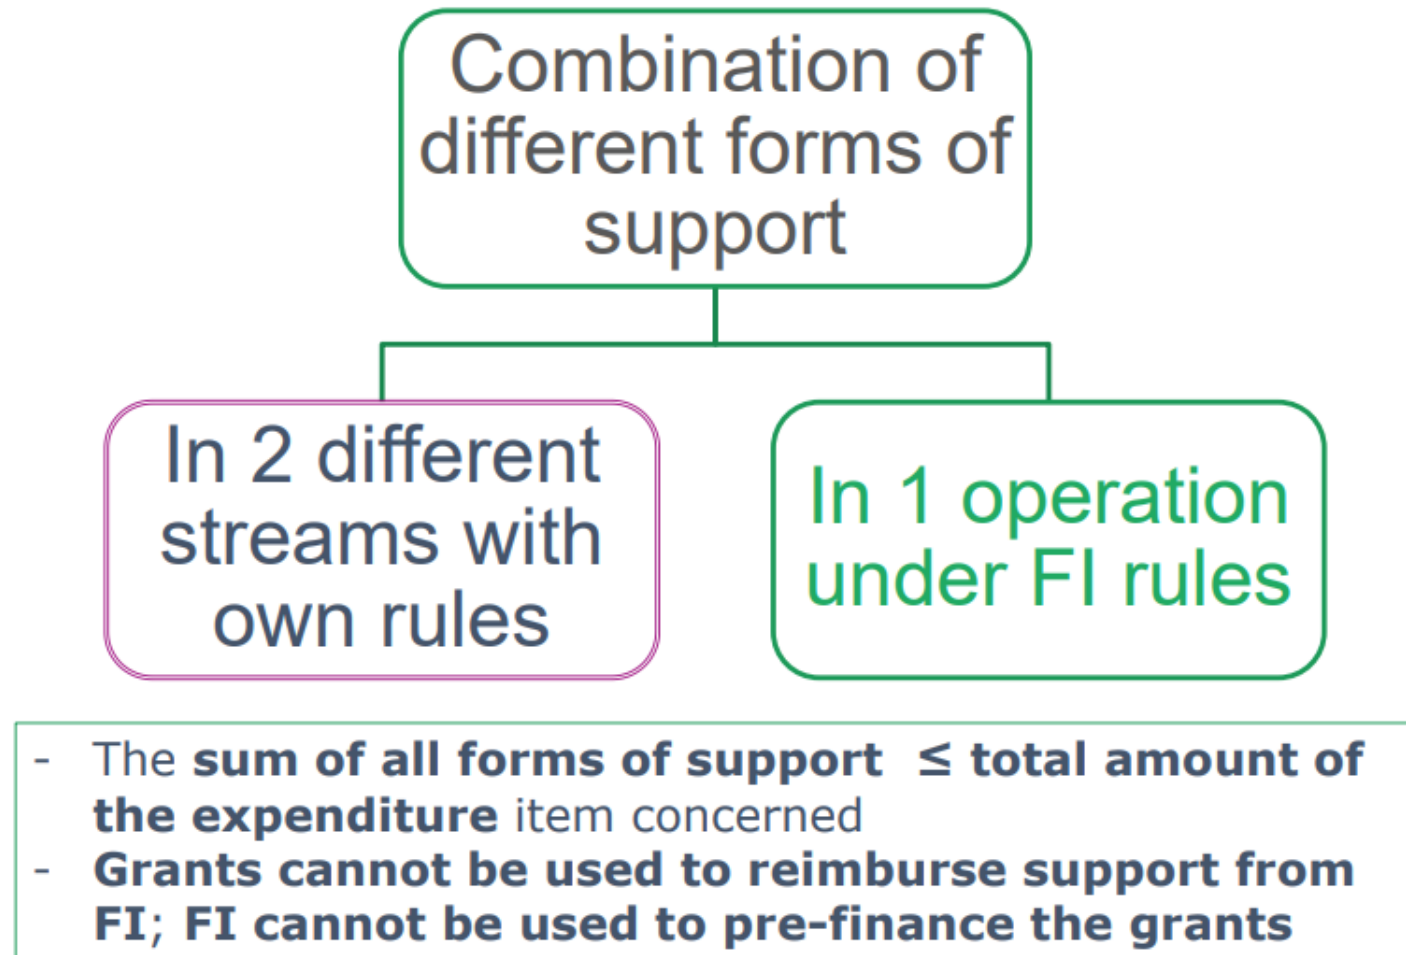 Combination of
different forms of
support
In 2 different
streams with
own rules
In 1 operation
under FI rules
- The sum of all forms of support ≤ total amount of
the expenditure item concerned
- Grants cannot be used to reimburse support from
FI; FI cannot be used to pre-finance the grants